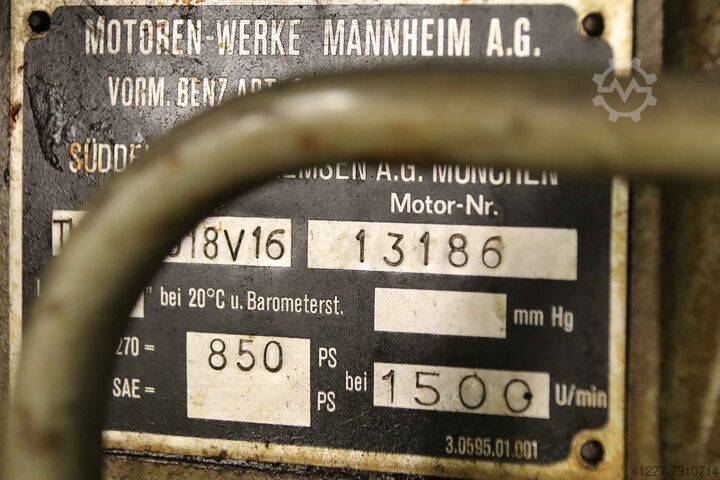 MOTOREN-WERKE MANNHEIM A.G.
VORM. BENZ
SÜDDE A.G. MÜNCHEN
Motor-Nr.
18V16 13186
" bei 20°C u. Barometerst. mm Hg
270 = 850 PS
SAE = PS bei 1500 U/min
3.0595.01.001
41227-7910714